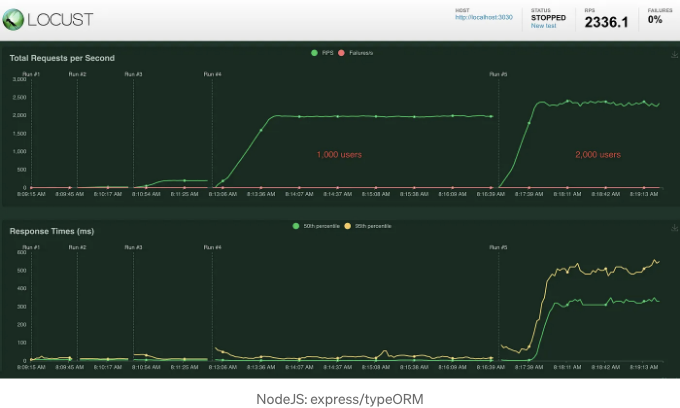 LOCUST
HOST
http://localhost:3030
STATUS
STOPPED
New test
RPS
2336.1
FAILURES
0%
Total Requests per Second
RPS Failures/s
Run #1 Run #2 Run #3 Run #4 Run #5
3,000
2,500
2,000
1,500
1,000
500
0
1,000 users 2,000 users
8:09:15 AM 8:09:45 AM 8:10:17 AM 8:10:54 AM 8:11:25 AM 8:13:06 AM 8:13:36 AM 8:14:07 AM 8:14:37 AM 8:15:08 AM 8:15:38 AM 8:16:09 AM 8:16:39 AM 8:17:39 AM 8:18:11 AM 8:18:42 AM 8:19:13 AM
Response Times (ms)
50th percentile 95th percentile
Run #1 Run #2 Run #3 Run #4 Run #5
600
500
400
300
200
100
0
8:09:15 AM 8:09:45 AM 8:10:17 AM 8:10:54 AM 8:11:25 AM 8:13:06 AM 8:13:36 AM 8:14:07 AM 8:14:37 AM 8:15:08 AM 8:15:38 AM 8:16:09 AM 8:16:39 AM 8:17:39 AM 8:18:11 AM 8:18:42 AM 8:19:13 AM
NodeJS: express/typeORM